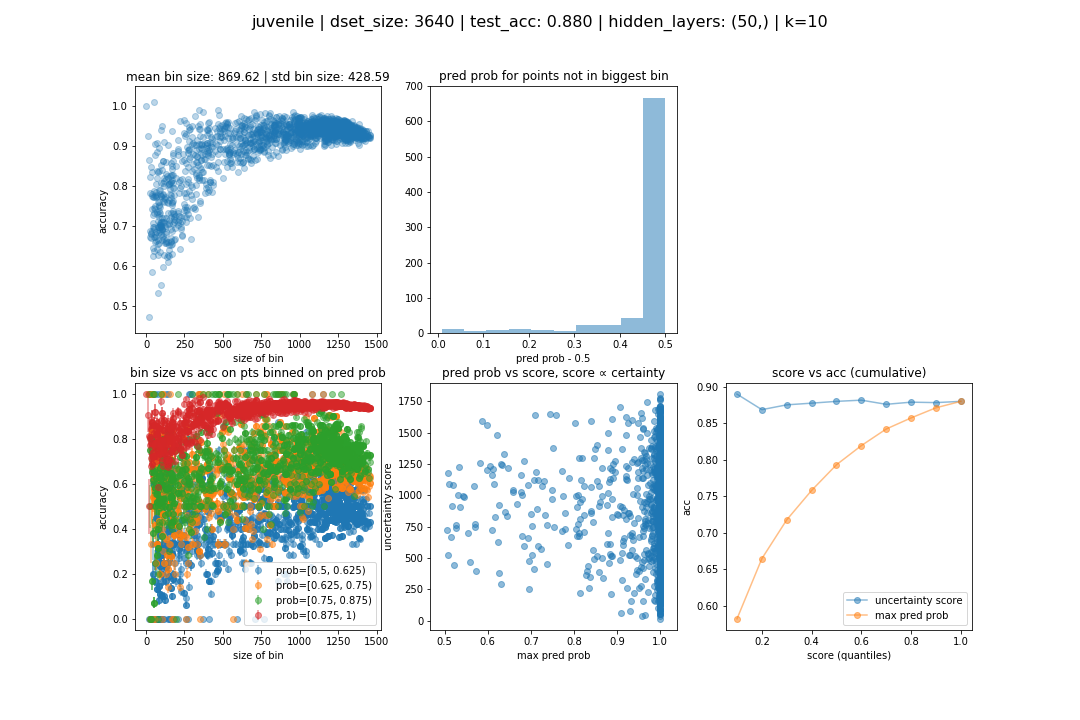 juvenile | dset_size: 3640 | test_acc: 0.880 | hidden_layers: (50,) | k=10
mean bin size: 869.62 | std bin size: 428.59
1.0
0.9
0.8
0.7
0.6
0.5
accuracy
0 250 500 750 1000 1250 1500
size of bin
pred prob for points not in biggest bin
700
600
500
400
300
200
100
0
0.0 0.1 0.2 0.3 0.4 0.5
pred prob - 0.5
bin size vs acc on pts binned on pred prob
1.0
0.8
0.6
0.4
0.2
0.0
accuracy
prob=[0.5, 0.625)
prob=[0.625, 0.75)
prob=[0.75, 0.875)
prob=[0.875, 1)
0 250 500 750 1000 1250 1500
size of bin
pred prob vs score, score ∝ certainty
1750
1500
1250
1000
750
500
250
0
uncertainty score
0.5 0.6 0.7 0.8 0.9 1.0
max pred prob
score vs acc (cumulative)
0.90
0.85
0.80
0.75
0.70
0.65
0.60
acc
uncertainty score
max pred prob
0.2 0.4 0.6 0.8 1.0
score (quantiles)